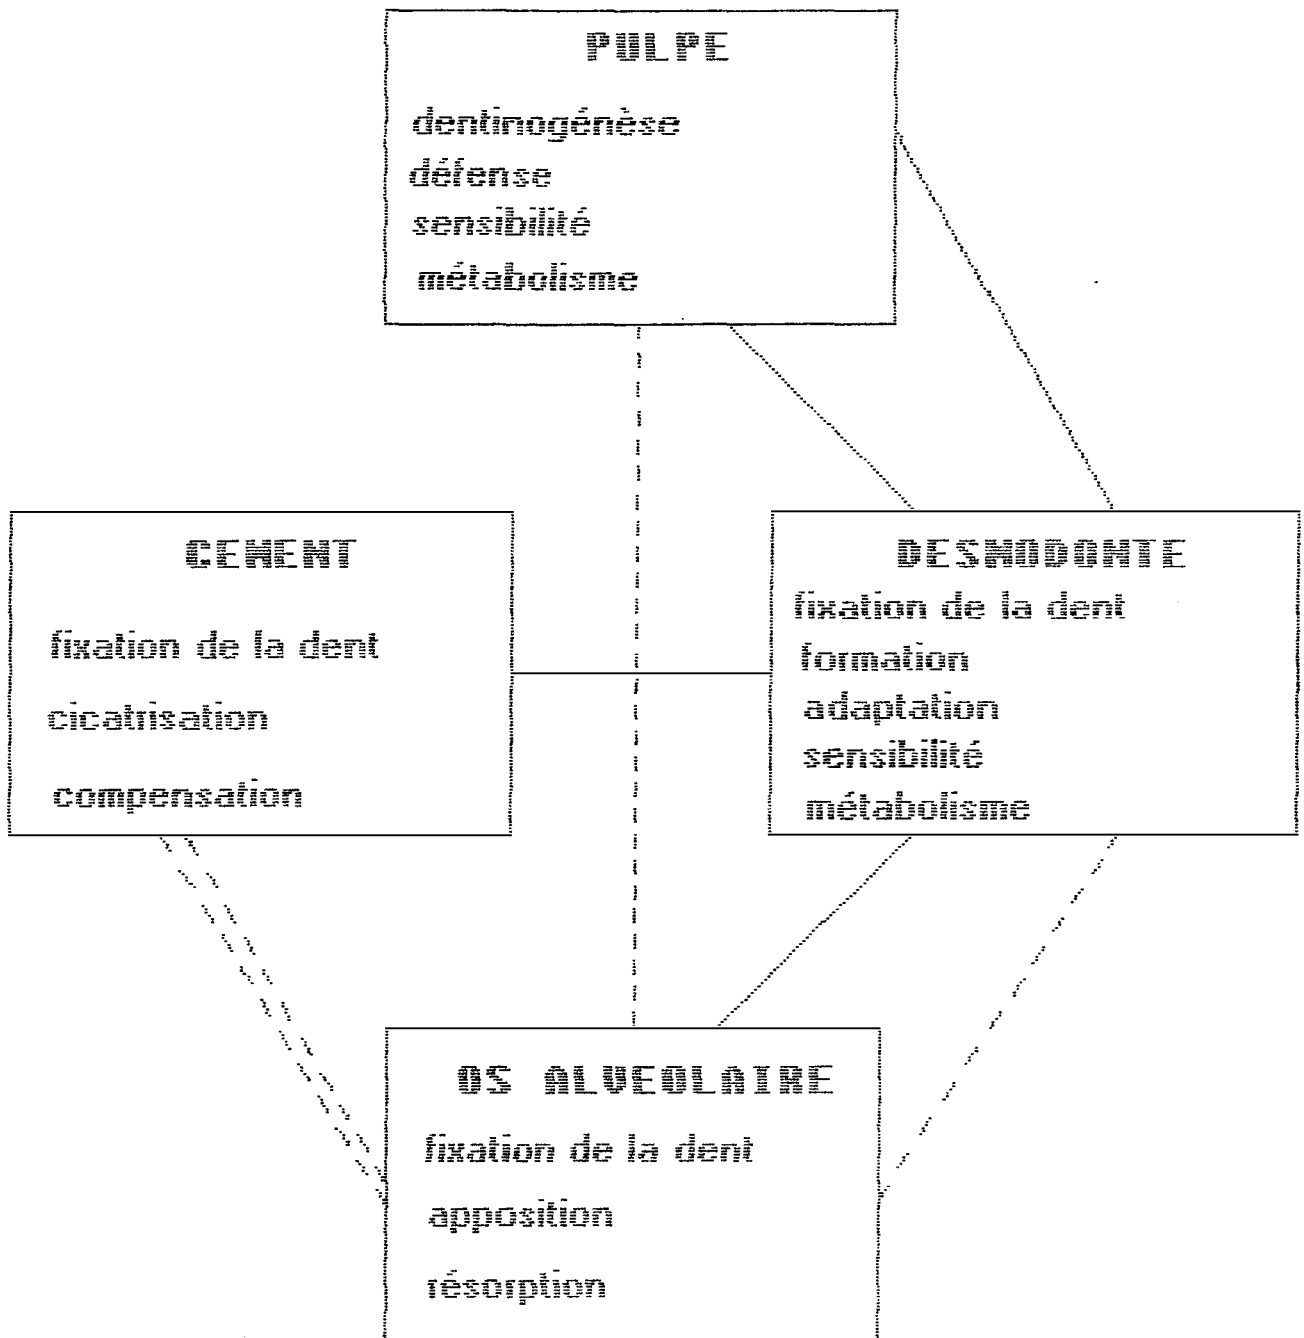 PULPE
dentinogénèse
défense
sensibilité
métabolisme
CEMENT
fixation de la dent
cicatrisation
compensation
DESMODONTE
fixation de la dent
formation
adaptation
sensibilité
métabolisme
OS ALVEOLAIRE
fixation de la dent
apposition
résorption